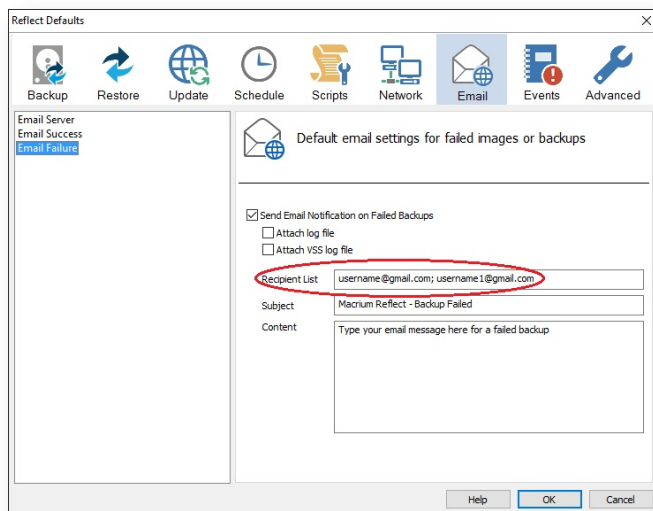 Reflect Defaults
Backup Restore Update Schedule Scripts Network Email Events Advanced
Email Server
Email Success
Email Failure
Default email settings for failed images or backups
Send Email Notification on Failed Backups
Attach log file
Attach VSS log file
Recipient List username@gmail.com; username1@gmail.com
Subject Macrium Reflect - Backup Failed
Content Type your email message here for a failed backup
Help OK Cancel